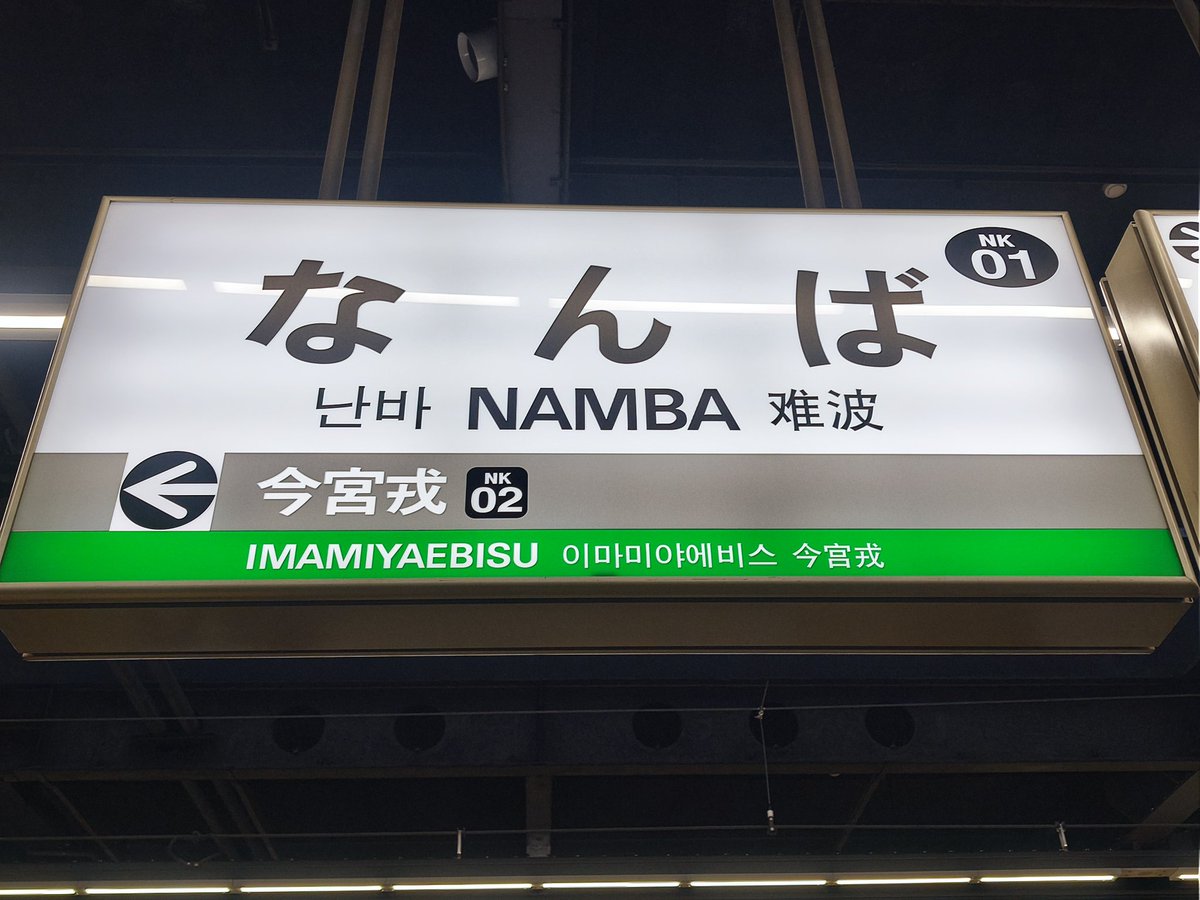 NK
01
なんば
난바 NAMBA 难波
今宮戎 NK 02
IMAMIYAEBISU 이마미야에비스 今宫戎